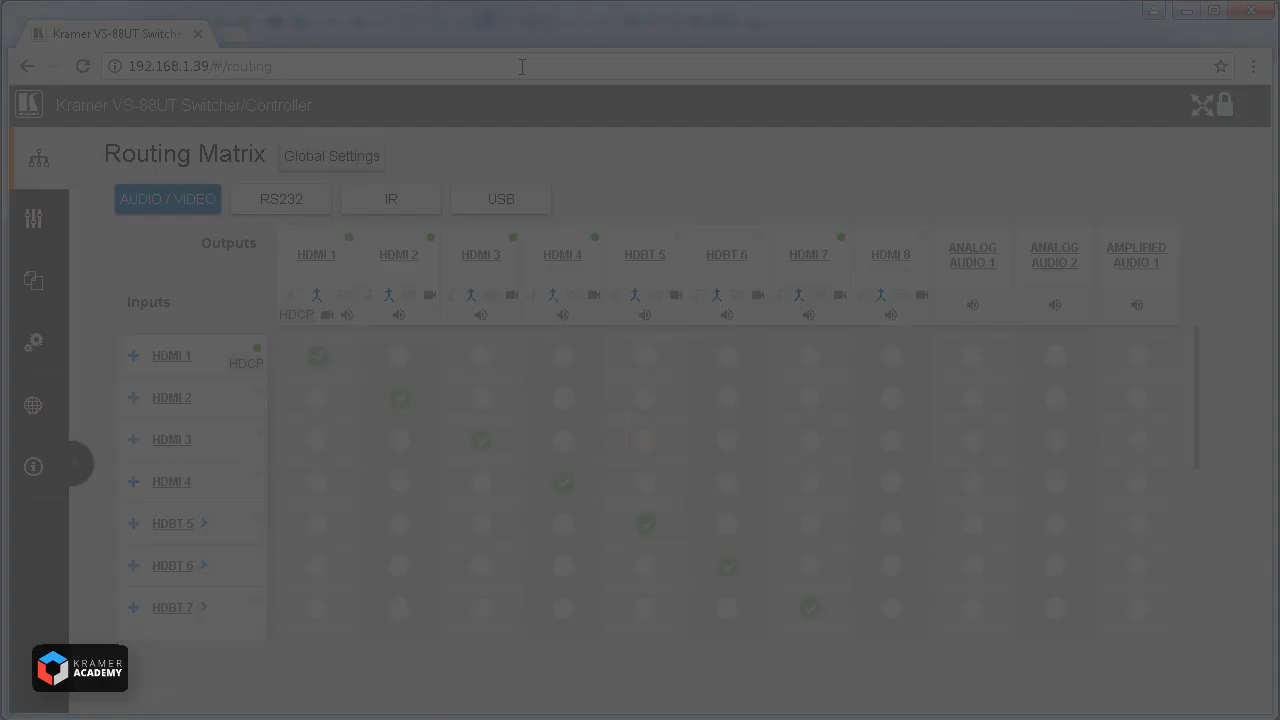 Kramer VS-88UT Switche
192.168.1.39/#/routing
Kramer VS-88UT Switcher/Controller
Routing Matrix
Global Settings
AUDIO / VIDEO
RS232
IR
USB
Outputs
HDMI 1
HDMI 2
HDMI 3
HDMI 4
HDBT 5
HDBT 6
HDMI 7
HDMI 8
ANALOG
AUDIO 1
ANALOG
AUDIO 2
AMPLIFIED
AUDIO 1
Inputs
HDCP
HDMI 1
HDCP
HDMI 2
HDMI 3
HDMI 4
HDBT 5
HDBT 6
HDBT 7
KRAMER
ACADEMY